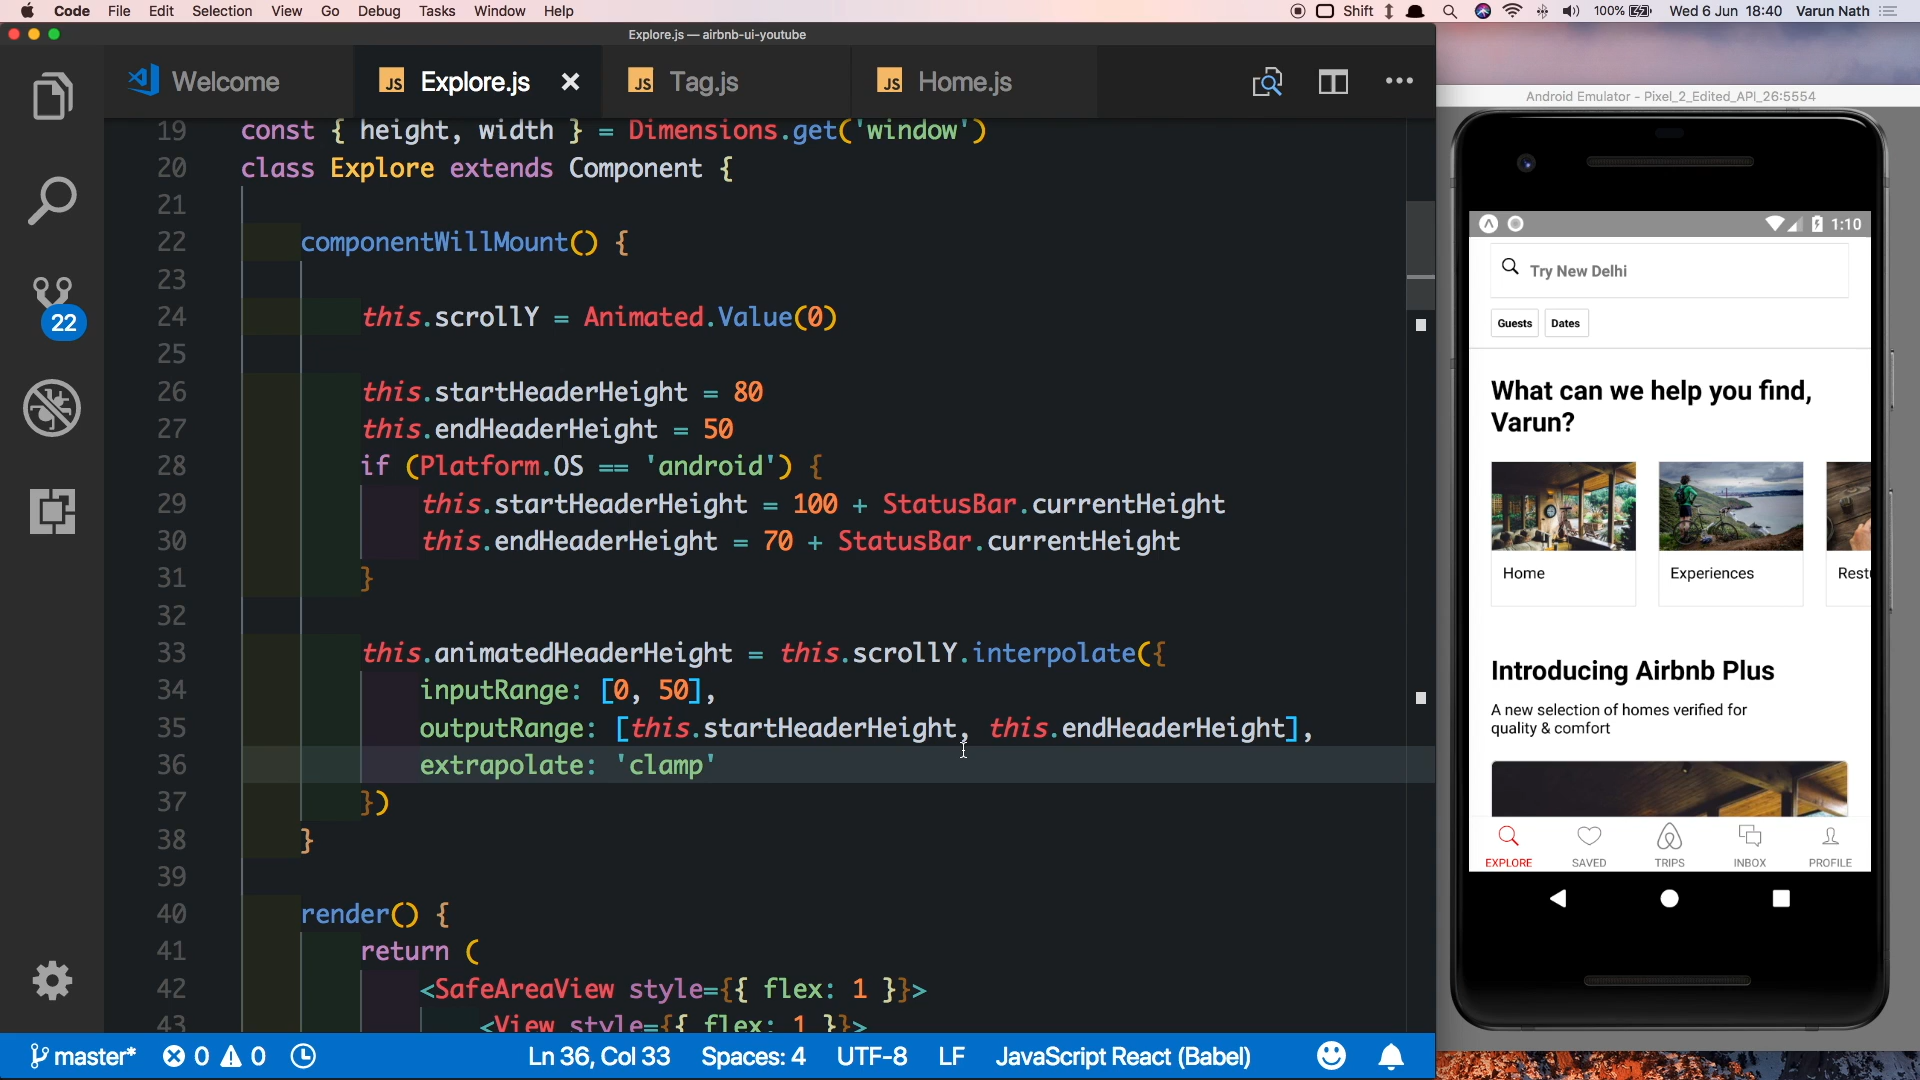 Code File Edit Selection View Go Debug Tasks Window Help
Shift 100% Wed 6 Jun 18:40 Varun Nath
Explore.js — airbnb-ui-youtube
Welcome
JS Explore.js
JS Tag.js
JS Home.js
22
19 const { height, width } = Dimensions.get('window')
20 class Explore extends Component {
21
22 componentWillMount() {
23
24 this.scrollY = Animated.Value(0)
25
26 this.startHeaderHeight = 80
27 this.endHeaderHeight = 50
28 if (Platform.OS == 'android') {
29 this.startHeaderHeight = 100 + StatusBar.currentHeight
30 this.endHeaderHeight = 70 + StatusBar.currentHeight
31 }
32
33 this.animatedHeaderHeight = this.scrollY.interpolate({
34 inputRange: [0, 50],
35 outputRange: [this.startHeaderHeight, this.endHeaderHeight],
36 extrapolate: 'clamp'
37 })
38 }
39
40 render() {
41 return (
42 <SafeAreaView style={{ flex: 1 }}>
43 <View style={{ flex: 1 }}>
master* 0 0 Ln 36, Col 33 Spaces: 4 UTF-8 LF JavaScript React (Babel)
Android Emulator - Pixel_2_Edited_API_26:5554
1:10
Try New Delhi
Guests Dates
What can we help you find,
Varun?
Home Experiences Rest
Introducing Airbnb Plus
A new selection of homes verified for
quality & comfort
EXPLORE SAVED TRIPS INBOX PROFILE